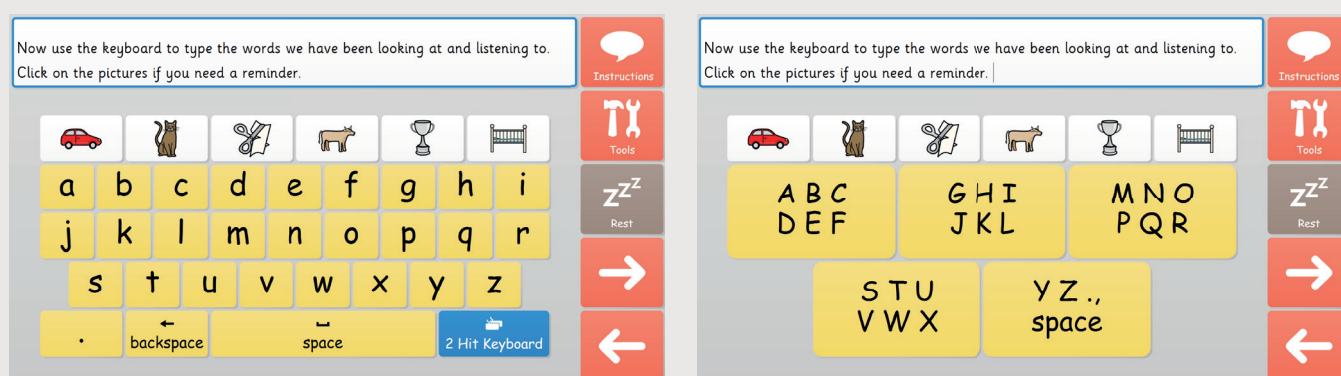 Now use the keyboard to type the words we have been looking at and listening to.
Click on the pictures if you need a reminder.
Instructions
Tools
zzz
Rest
a b c d e f g h i
j k l m n o p q r
s t u v w x y z
. backspace space 2 Hit Keyboard
Now use the keyboard to type the words we have been looking at and listening to.
Click on the pictures if you need a reminder.
Instructions
Tools
zzz
Rest
A B C
D E F
G H I
J K L
M N O
P Q R
S T U
V W X
Y Z . ,
space